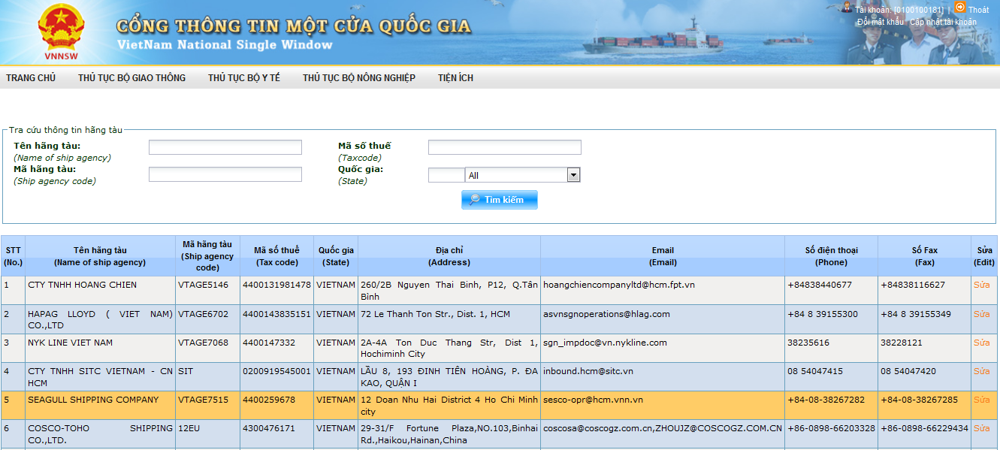 CỔNG THÔNG TIN MỘT CỬA QUỐC GIA
VietNam National Single Window
VNNSW
Tài khoản: [0100100181] | Thoát
Đổi mật khẩu Cập nhật tài khoản
TRANG CHỦ THỦ TỤC BỘ GIAO THÔNG THỦ TỤC BỘ Y TẾ THỦ TỤC BỘ NÔNG NGHIỆP TIỆN ÍCH
Tra cứu thông tin hãng tàu
Tên hãng tàu: Mã số thuế
(Name of ship agency) (Taxcode)
Mã hãng tàu: Quốc gia:
(Ship agency code) (State) All
Tìm kiếm
STT (No.) Tên hãng tàu (Name of ship agency) Mã hãng tàu (Ship agency code) Mã số thuế (Tax code) Quốc gia (State) Địa chỉ (Address) Email (Email) Số điện thoại (Phone) Số Fax (Fax) Sửa (Edit)
1 CTY TNHH HOANG CHIEN VTAGE5146 4400131981478 VIETNAM 260/2B Nguyen Thai Binh, P12, Q.Tân Bình hoangchiencompanyltd@hcm.fpt.vn +84838440677 +84838116627 Sửa
2 HAPAG LLOYD ( VIET NAM) CO.,LTD VTAGE6702 4400143835151 VIETNAM 72 Le Thanh Ton Str., Dist. 1, HCM asvnsgnoperations@hlag.com +84 8 39155300 +84 8 39155349 Sửa
3 NYK LINE VIET NAM VTAGE7068 4400147332 VIETNAM 2A-4A Ton Duc Thang Str, Dist 1, Hochiminh City sgn_impdoc@vn.nykline.com 38235616 38228121 Sửa
4 CTY TNHH SITC VIETNAM - CN HCM SIT 0200919545001 VIETNAM LẦU 8, 193 ĐINH TIÊN HOÀNG, P. ĐA KAO, QUẬN I inbound.hcm@sitc.vn 08 54047415 08 54047420 Sửa
5 SEAGULL SHIPPING COMPANY VTAGE7515 4400259678 VIETNAM 12 Doan Nhu Hai District 4 Ho Chi Minh city sesco-opr@hcm.vnn.vn +84-08-38267282 +84-08-38267285 Sửa
6 COSCO-TOHO SHIPPING CO.,LTD. 12EU 4300476171 VIETNAM 29-31/F Fortune Plaza,NO.103,Binhai Rd.,Haikou,Hainan,China coscosa@coscogz.com.cn,ZHOUJZ@COSCOGZ.COM.CN +86-0898-66203328 +86-0898-66229434 Sửa